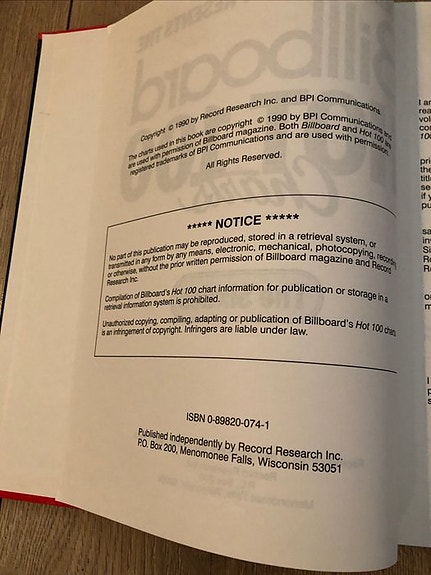 Copyright © 1990 by Record Research Inc. and BPI Communications
The charts used in this book are copyright © 1990 by BPI Communications and
are used with permission of Billboard magazine. Both Billboard and Hot 100 are
registered trademarks of BPI Communications and are used with permission.
All Rights Reserved.
***** NOTICE *****
No part of this publication may be reproduced, stored in a retrieval system, or
transmitted in any form by any means, electronic, mechanical, photocopying, recording
or otherwise, without the prior written permission of Billboard magazine and Record
Research Inc.
Compilation of Billboard's Hot 100 chart information for publication or storage in a
retrieval information system is prohibited.
Unauthorized copying, compiling, adapting or publication of Billboard's Hot 100 charts
is an infringement of copyright. Infringers are liable under law.
ISBN 0-89820-074-1
Published independently by Record Research Inc.
P.O. Box 200, Menomonee Falls, Wisconsin 53051